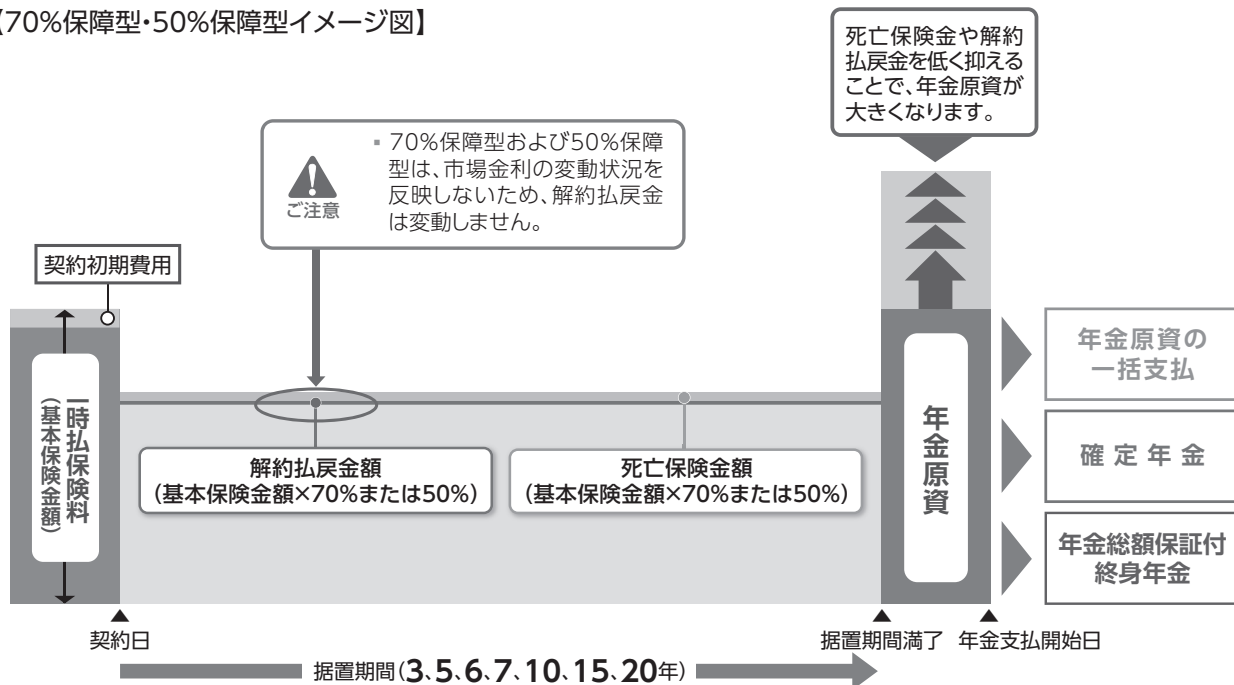 【70%保障型・50%保障型イメージ図】
死亡保険金や解約
払戻金を低く抑える
ことで、年金原資が
大きくなります。
ご注意
▪ 70%保障型および50%保障
型は、市場金利の変動状況を
反映しないため、解約払戻金
は変動しません。
契約初期費用
一時払保険料
（基本保険金額）
解約払戻金額
（基本保険金額×70%または50%）
死亡保険金額
（基本保険金額×70%または50%）
年金原資
年金原資の
一括支払
確定年金
年金総額保証付
終身年金
契約日
据置期間満了
年金支払開始日
据置期間（3、5、6、7、10、15、20年）